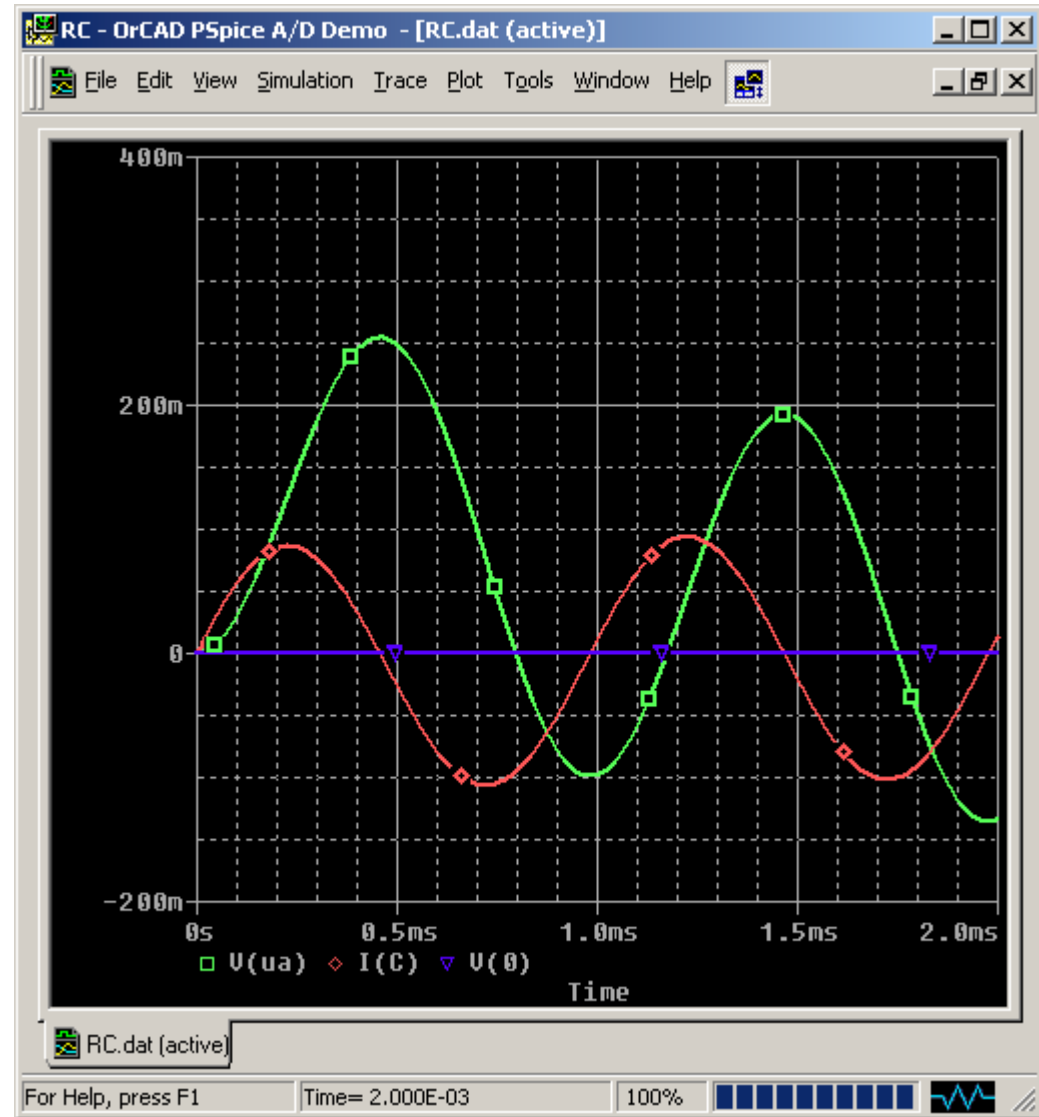 RC - OrCAD PSpice A/D Demo - [RC.dat (active)]
File Edit View Simulation Trace Plot Tools Window Help
400m
200m
0
-200m
0s 0.5ms 1.0ms 1.5ms 2.0ms
V(ua) I(C) V(0)
Time
RC.dat (active)
For Help, press F1 Time= 2.000E-03 100%